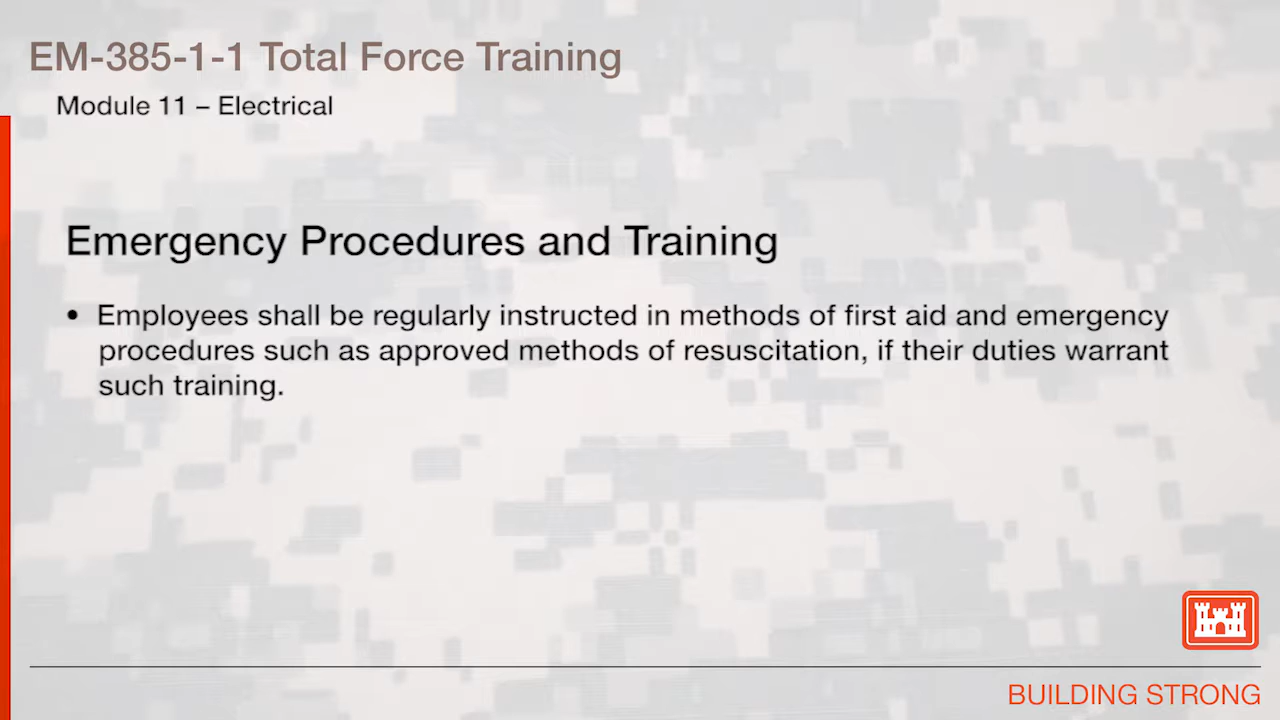 EM-385-1-1 Total Force Training
Module 11 – Electrical
Emergency Procedures and Training
• Employees shall be regularly instructed in methods of first aid and emergency
procedures such as approved methods of resuscitation, if their duties warrant
such training.
BUILDING STRONG